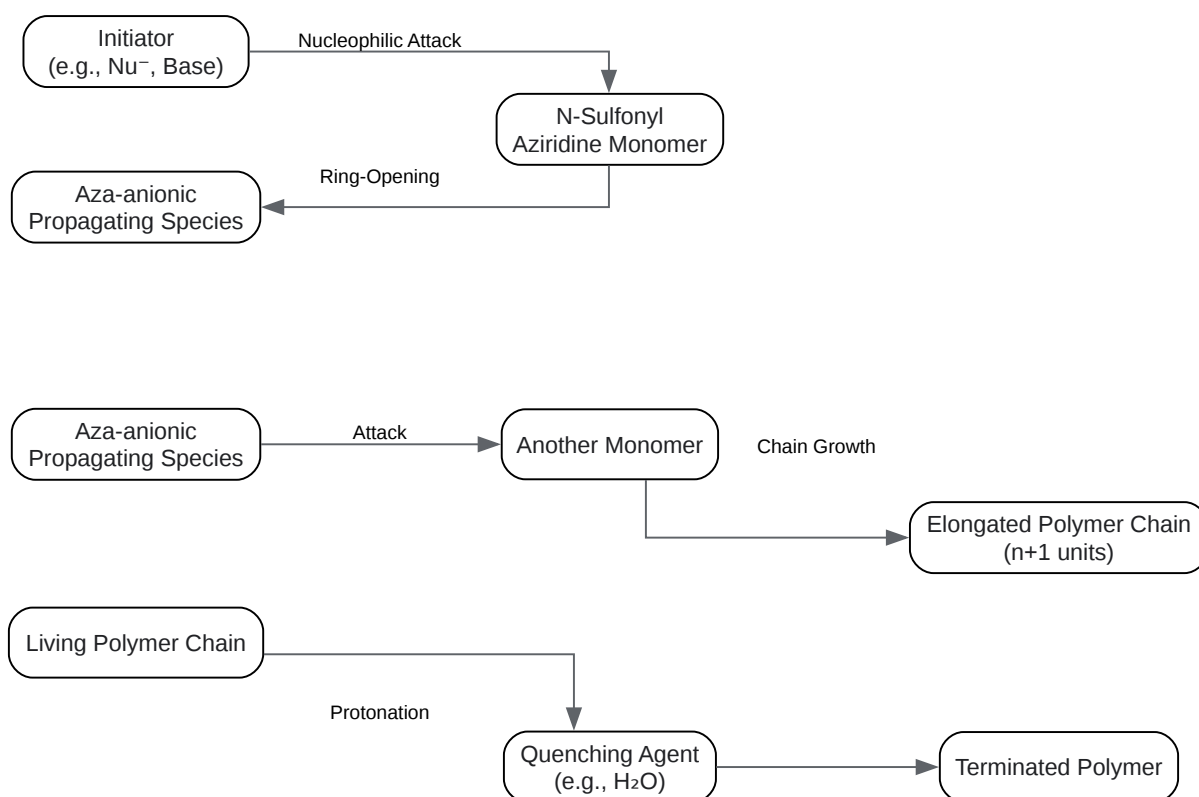 Initiator
(e.g., Nu⁻, Base)
Nucleophilic Attack
N-Sulfonyl
Aziridine Monomer
Ring-Opening
Aza-anionic
Propagating Species
Aza-anionic
Propagating Species
Attack
Another Monomer
Chain Growth
Elongated Polymer Chain
(n+1 units)
Living Polymer Chain
Protonation
Quenching Agent
(e.g., H₂O)
Terminated Polymer